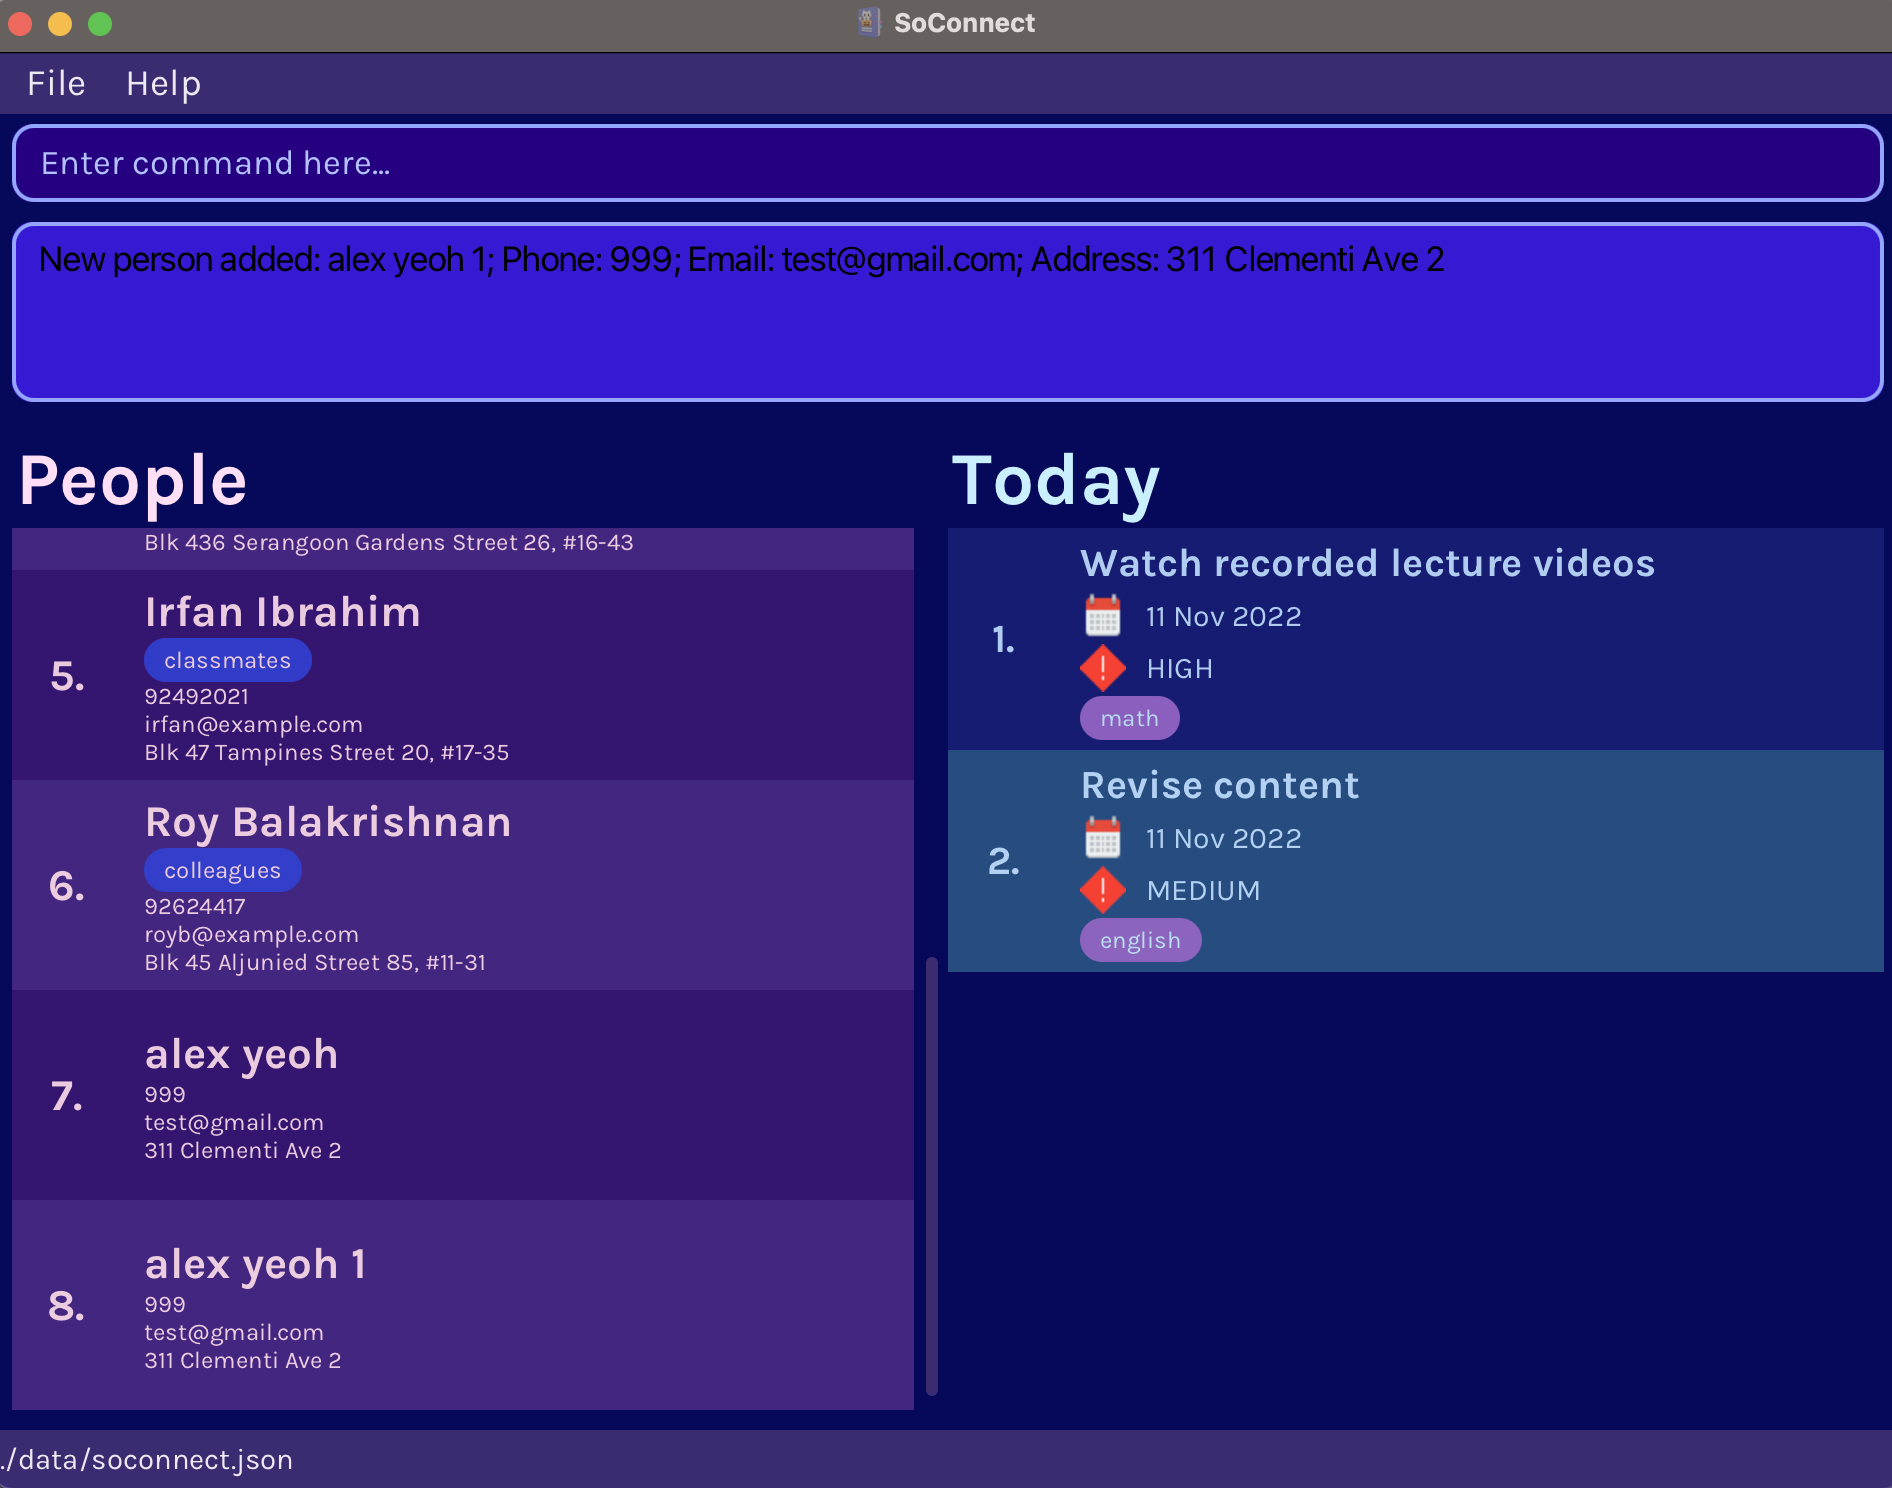 SoConnect
File Help
Enter command here...
New person added: alex yeoh 1; Phone: 999; Email: test@gmail.com; Address: 311 Clementi Ave 2
People
Blk 436 Serangoon Gardens Street 26, #16-43
5.
Irfan Ibrahim
classmates
92492021
irfan@example.com
Blk 47 Tampines Street 20, #17-35
6.
Roy Balakrishnan
colleagues
92624417
royb@example.com
Blk 45 Aljunied Street 85, #11-31
7.
alex yeoh
999
test@gmail.com
311 Clementi Ave 2
8.
alex yeoh 1
999
test@gmail.com
311 Clementi Ave 2
Today
1.
Watch recorded lecture videos
11 Nov 2022
HIGH
math
2.
Revise content
11 Nov 2022
MEDIUM
english
./data/soconnect.json